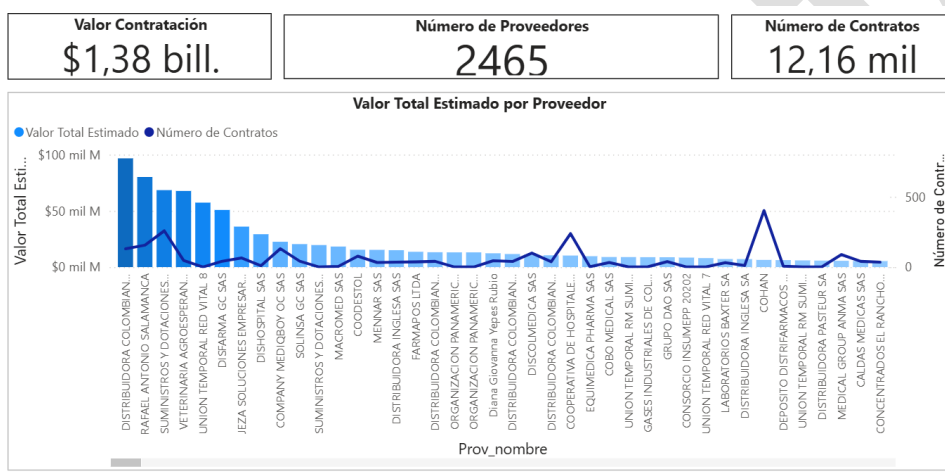 Valor Contratación
$1,38 bill.
Número de Proveedores
2465
Número de Contratos
12,16 mil
Valor Total Estimado por Proveedor
Valor Total Estimado
Número de Contratos
Valor Total Esti...
$100 mil M
$50 mil M
$0 mil M
500
0
Número de Contr...
DISTRIBUIDORA COLOMBIAN...
RAFAEL ANTONIO SALAMANCA
SUMINISTROS Y DOTACIONES...
VETERINARIA AGROESPERAN...
UNION TEMPORAL RED VITAL 8
DISFARMA GC SAS
JEZA SOLUCIONES EMPRESAR...
DISHOSPITAL SAS
COMPANY MEDIQBOY OC SAS
SOLINSA GC SAS
SUMINISTROS Y DOTACIONES...
MACROMED SAS
COODESTOL
MENNAR SAS
DISTRIBUIDORA INGLESA SAS
FARMAPOS LTDA
DISTRIBUIDORA COLOMBIAN...
ORGANIZACION PANAMERIC...
ORGANIZACION PANAMERIC...
Diana Giovanna Yepes Rubio
DISTRIBUIDORA COLOMBIAN...
DISCOLMEDICA SAS
DISTRIBUIDORA COLOMBIAN...
COOPERATIVA DE HOSPITALE...
EQUIMEDICA PHARMA SAS
COBO MEDICAL SAS
UNION TEMPORAL RM SUMI...
GASES INDUSTRIALES DE COL...
GRUPO DAO SAS
CONSORCIO INSUMEPP 20202
UNION TEMPORAL RED VITAL 7
LABORATORIOS BAXTER SA
DISTRIBUIDORA INGLESA SA
COHAN
DEPOSITO DISTRIFARMACOS ...
UNION TEMPORAL RM SUMI...
DISTRIBUIDORA PASTEUR SA
MEDICAL GROUP ANMA SAS
CALDAS MEDICAS SAS
CONCENTRADOS EL RANCHO...
Prov_nombre